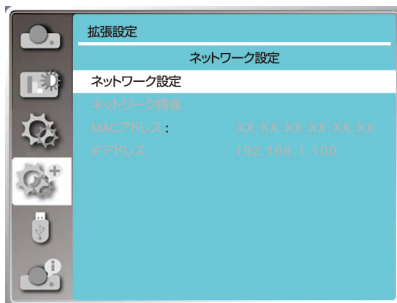 拡張設定
ネットワーク設定
ネットワーク設定
ネットワーク情報
MACアドレス： XX:XX:XX:XX:XX:XX
IPアドレス 192.168.1.100